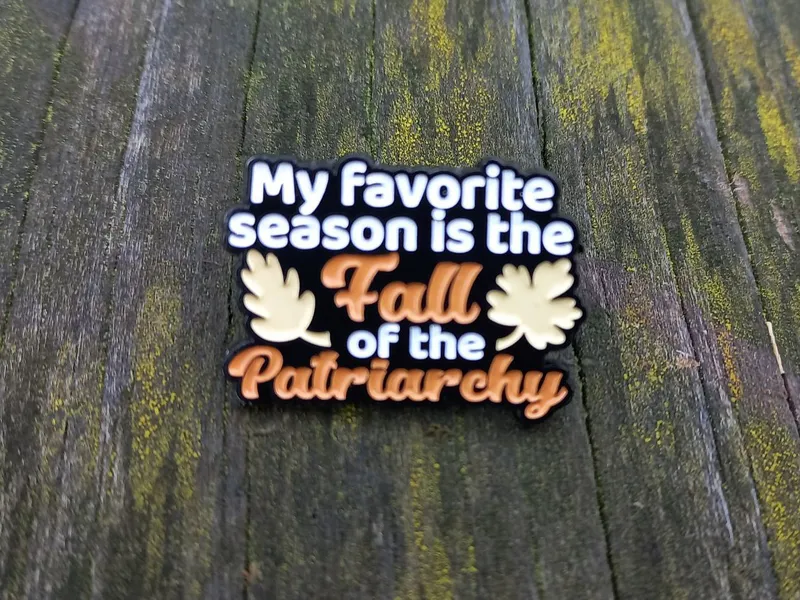 My favorite
season is the
Fall
of the
Patriarchy